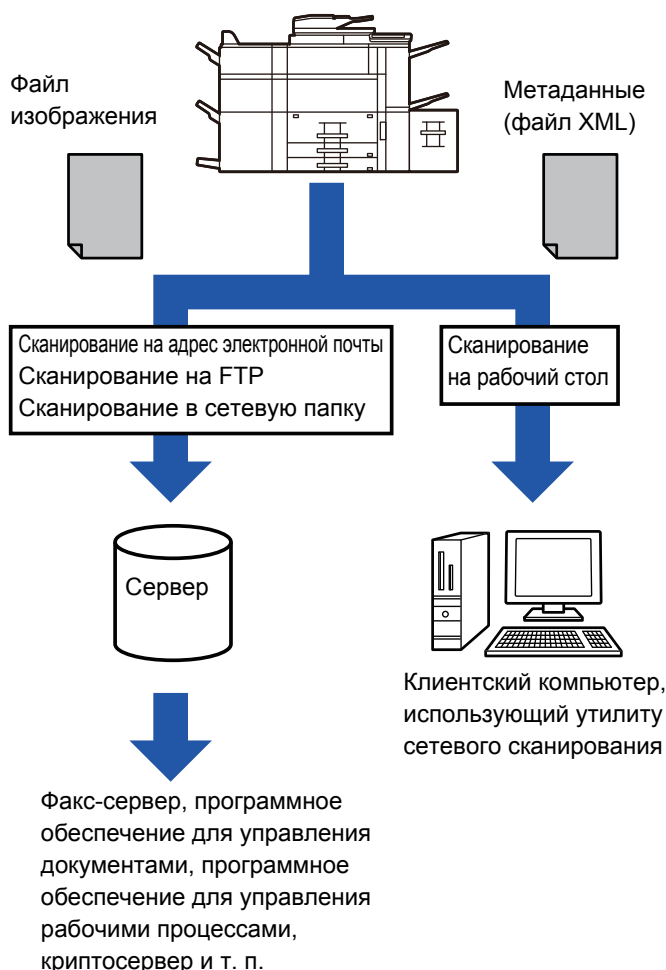 Файл
изображения
Метаданные
(файл XML)
Сканирование на адрес электронной почты
Сканирование на FTP
Сканирование в сетевую папку
Сканирование
на рабочий стол
Сервер
Клиентский компьютер,
использующий утилиту
сетевого сканирования
Факс-сервер, программное
обеспечение для управления
документами, программное
обеспечение для управления
рабочими процессами,
криптосервер и т. п.